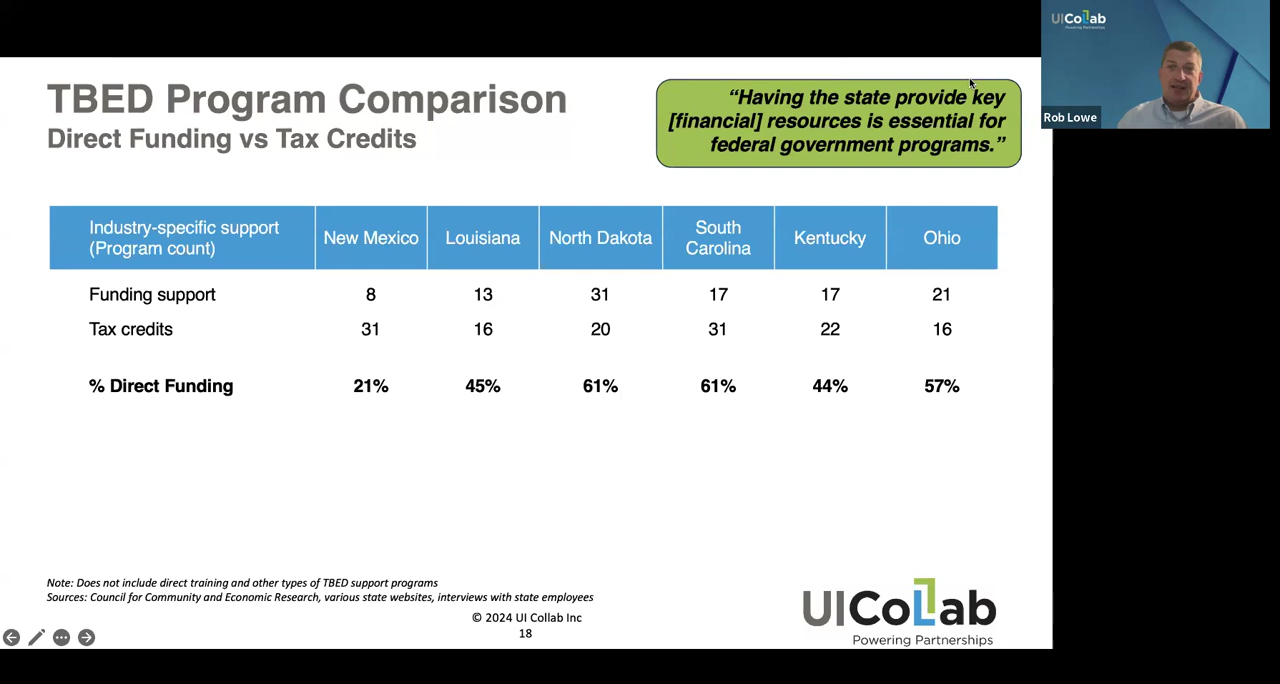 TBED Program Comparison
Direct Funding vs Tax Credits
“Having the state provide key
[financial] resources is essential for
federal government programs.”
UICoLab
Powering Partnerships
Rob Lowe
Industry-specific support
(Program count)
New Mexico
Louisiana
North Dakota
South
Carolina
Kentucky
Ohio
Funding support 8 13 31 17 17 21
Tax credits 31 16 20 31 22 16
% Direct Funding 21% 45% 61% 61% 44% 57%
Note: Does not include direct training and other types of TBED support programs
Sources: Council for Community and Economic Research, various state websites, interviews with state employees
© 2024 UI Collab Inc
18
UICoLab
Powering Partnerships